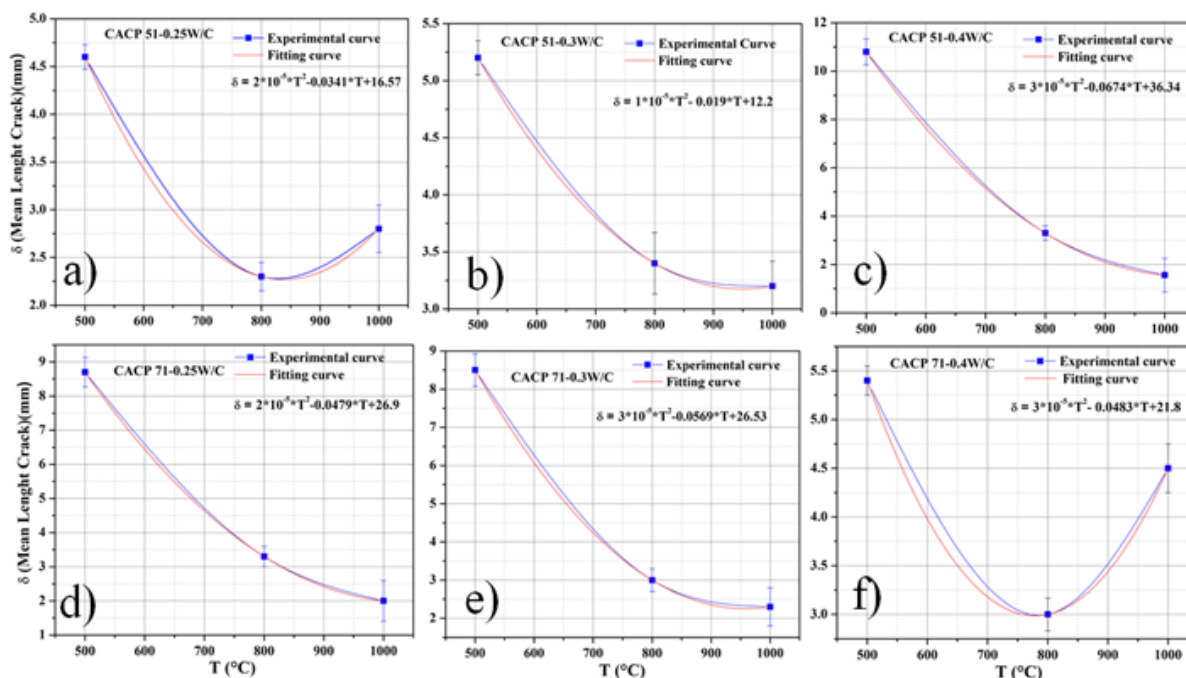 CACP 51-0.25W/C
Experimental curve
Fitting curve
δ = 2*10⁻⁵*T²-0.0341*T+16.57
δ (Mean Lenght Crack)(mm)
5.0
4.5
4.0
3.5
3.0
2.5
2.0
500 600 700 800 900 1000
a)
CACP 51-0.3W/C
Experimental Curve
Fitting curve
δ = 1*10⁻⁵*T²- 0.019*T+12.2
5.5
5.0
4.5
4.0
3.5
3.0
500 600 700 800 900 1000
b)
CACP 51-0.4W/C
Experimental curve
Fitting curve
δ = 3*10⁻⁵*T²-0.0674*T+36.34
12
10
8
6
4
2
0
500 600 700 800 900 1000
c)
CACP 71-0.25W/C
Experimental curve
Fitting curve
δ = 2*10⁻⁵*T²-0.0479*T+26.9
δ (Mean Lenght Crack)(mm)
9
8
7
6
5
4
3
2
1
500 600 700 800 900 1000
T (°C)
d)
CACP 71-0.3W/C
Experimental curve
Fitting curve
δ = 3*10⁻⁵*T²-0.0569*T+26.53
9
8
7
6
5
4
3
2
500 600 700 800 900 1000
T (°C)
e)
CACP 71-0.4W/C
Experimental curve
Fitting curve
δ = 3*10⁻⁵*T²- 0.0483*T+21.8
5.5
5.0
4.5
4.0
3.5
3.0
500 600 700 800 900 1000
T (°C)
f)